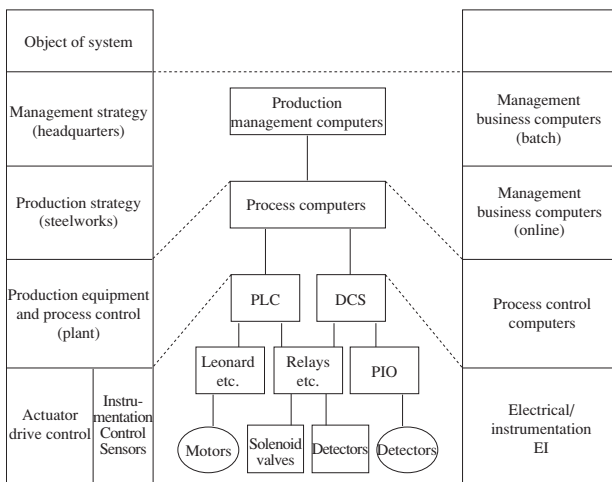 Object of system
Management strategy
(headquarters)
Production strategy
(steelworks)
Production equipment
and process control
(plant)
Actuator
drive control
Instru-
mentation
Control
Sensors
Production
management computers
Process computers
PLC
DCS
Leonard
etc.
Relays
etc.
PIO
Motors
Solenoid
valves
Detectors
Detectors
Management
business computers
(batch)
Management
business computers
(online)
Process control
computers
Electrical/
instrumentation
EI